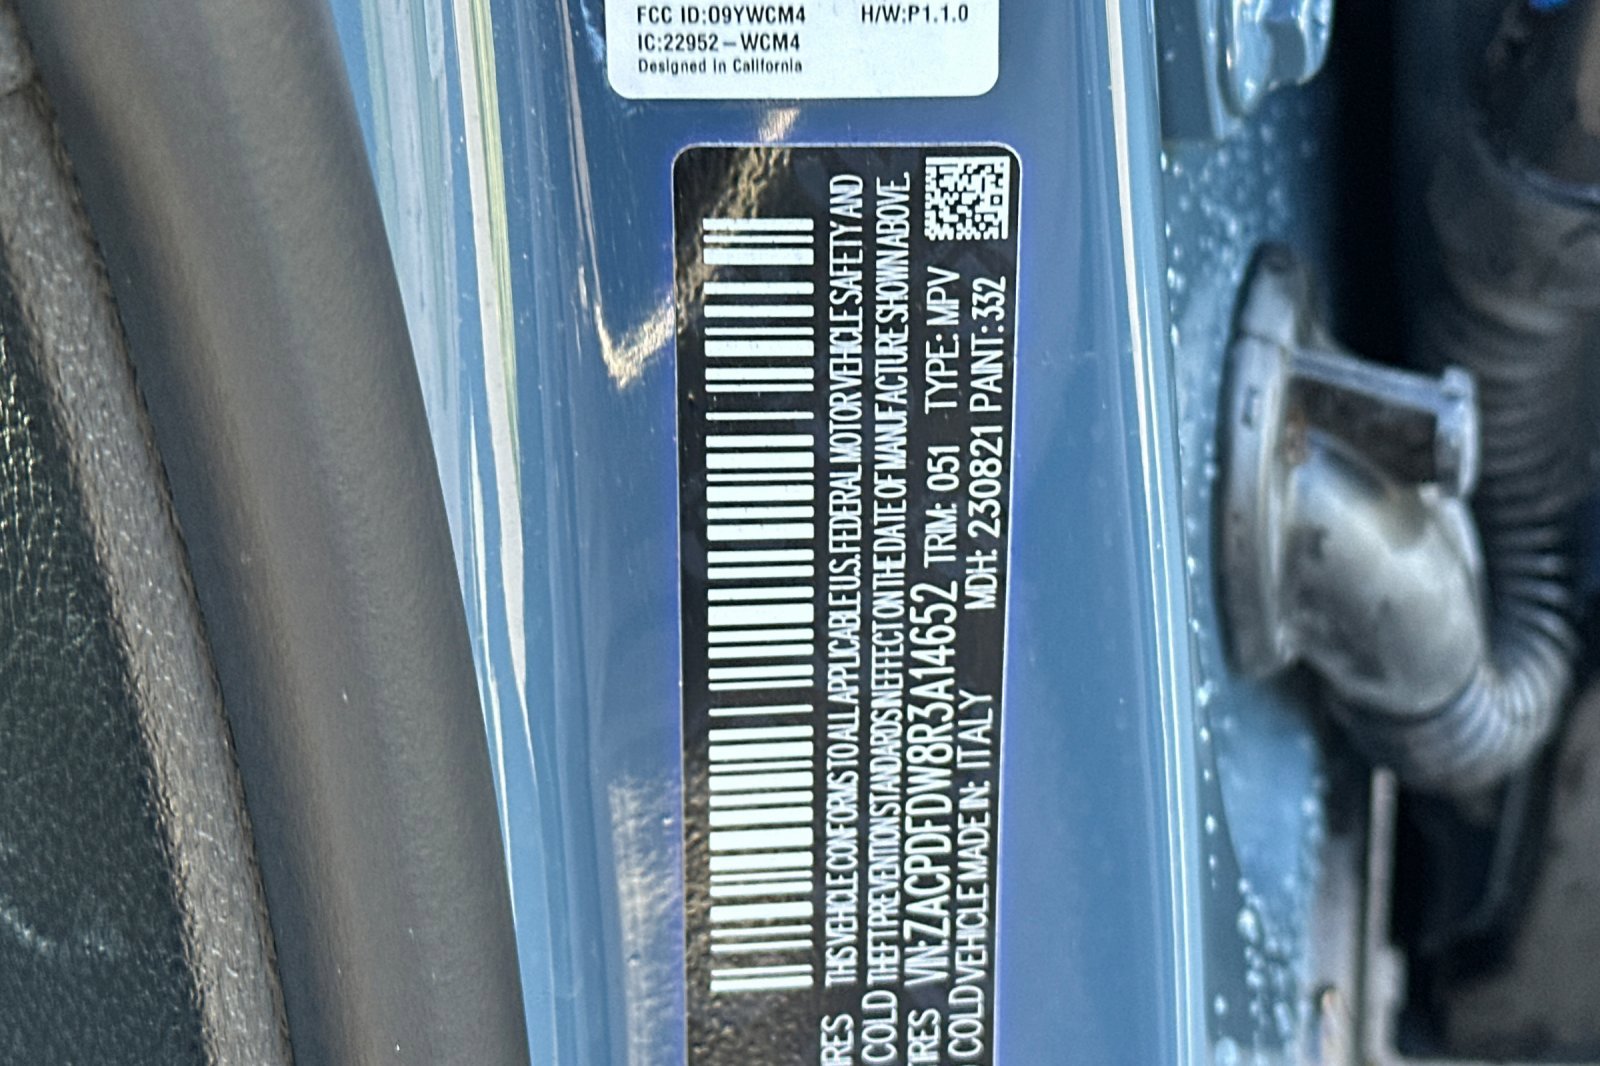 FCC ID:O9YWCM4 H/W:P1.1.0
IC:22952-WCM4
Designed in California
THIS VEHICLE CONFORMS TO ALL APPLICABLE U.S. FEDERAL MOTOR VEHICLE SAFETY AND
THEFT PREVENTION STANDARDS IN EFFECT ON THE DATE OF MANUFACTURE SHOWN ABOVE.
VIN: ZACPDFDW8R3A14652 TRIM: 051 TYPE: MPV
VEHICLE MADE IN: ITALY MDH: 230821 PAINT: 332
IRES
COLD
TIRES
COLD